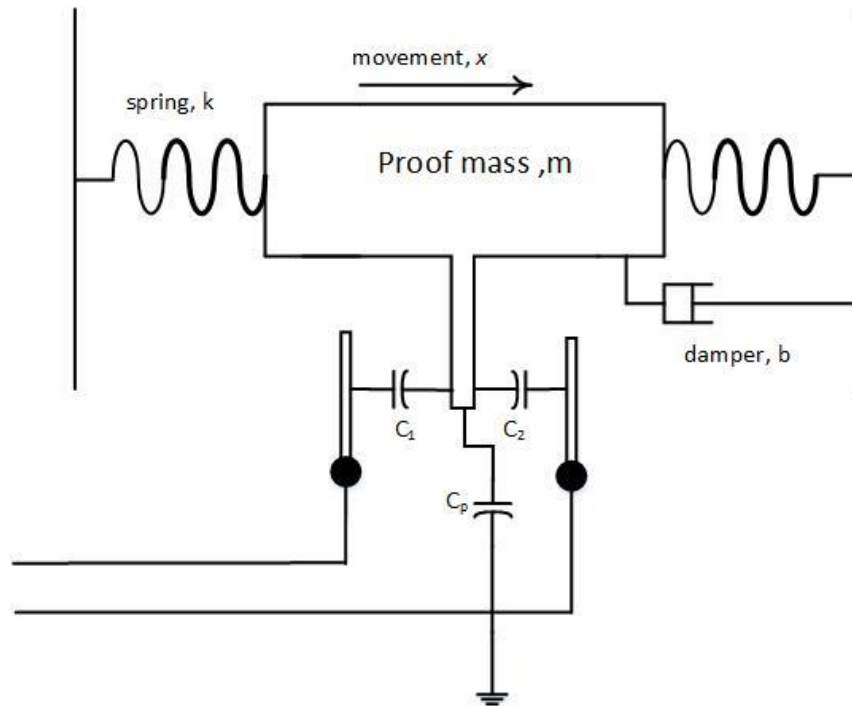 movement, x
spring, k
Proof mass ,m
damper, b
C₁
C₂
Cₚ